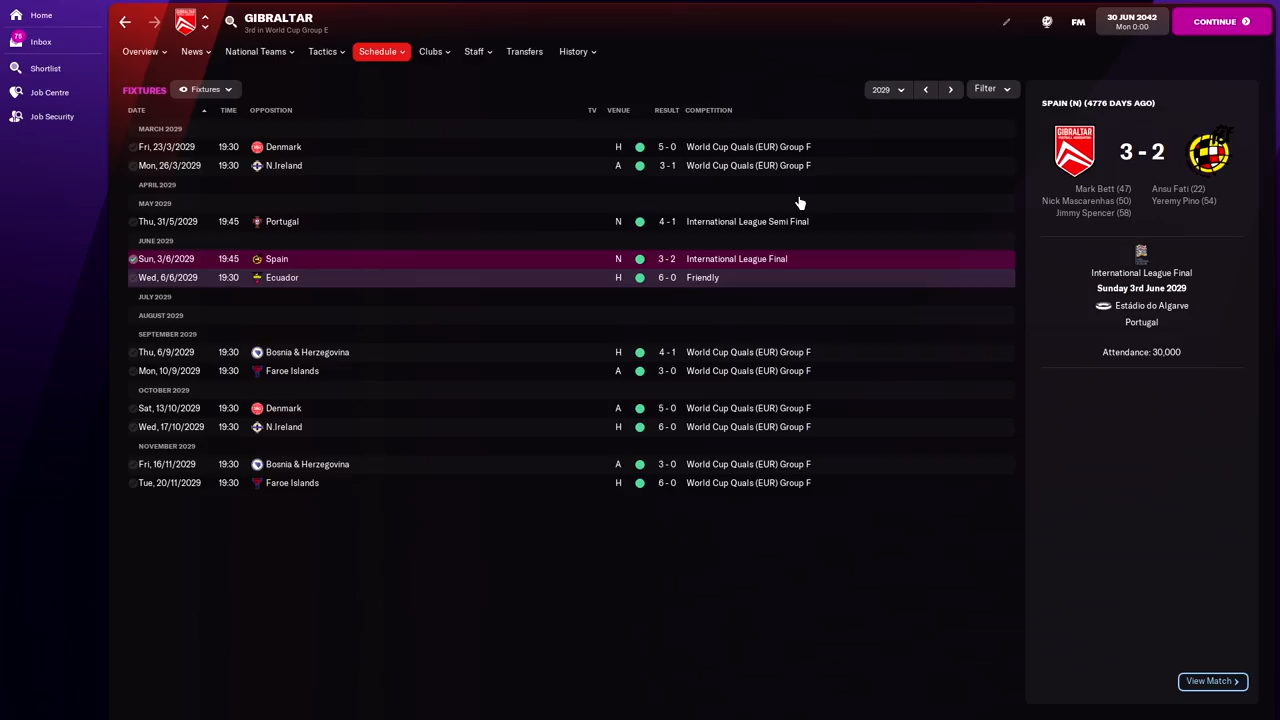 Home
75
Inbox
Shortlist
Job Centre
Job Security
GIBRALTAR
3rd in World Cup Group E
FM
30 JUN 2042
Mon 0:00
CONTINUE
Overview
News
National Teams
Tactics
Schedule
Clubs
Staff
Transfers
History
FIXTURES
Fixtures
2029
Filter
DATE TIME OPPOSITION TV VENUE RESULT COMPETITION
MARCH 2029
Fri, 23/3/2029 19:30 Denmark H 5 - 0 World Cup Quals (EUR) Group F
Mon, 26/3/2029 19:30 N.Ireland A 3 - 1 World Cup Quals (EUR) Group F
APRIL 2029
MAY 2029
Thu, 31/5/2029 19:45 Portugal N 4 - 1 International League Semi Final
JUNE 2029
Sun, 3/6/2029 19:45 Spain N 3 - 2 International League Final
Wed, 6/6/2029 19:30 Ecuador H 6 - 0 Friendly
JULY 2029
AUGUST 2029
SEPTEMBER 2029
Thu, 6/9/2029 19:30 Bosnia & Herzegovina H 4 - 1 World Cup Quals (EUR) Group F
Mon, 10/9/2029 19:30 Faroe Islands A 3 - 0 World Cup Quals (EUR) Group F
OCTOBER 2029
Sat, 13/10/2029 19:30 Denmark A 5 - 0 World Cup Quals (EUR) Group F
Wed, 17/10/2029 19:30 N.Ireland H 6 - 0 World Cup Quals (EUR) Group F
NOVEMBER 2029
Fri, 16/11/2029 19:30 Bosnia & Herzegovina A 3 - 0 World Cup Quals (EUR) Group F
Tue, 20/11/2029 19:30 Faroe Islands H 6 - 0 World Cup Quals (EUR) Group F
SPAIN (N) (4776 DAYS AGO)
GIBRALTAR
3 - 2
Mark Bett (47) Ansu Fati (22)
Nick Mascarenhas (50) Yeremy Pino (54)
Jimmy Spencer (58)
International League Final
Sunday 3rd June 2029
Estádio do Algarve
Portugal
Attendance: 30,000
View Match